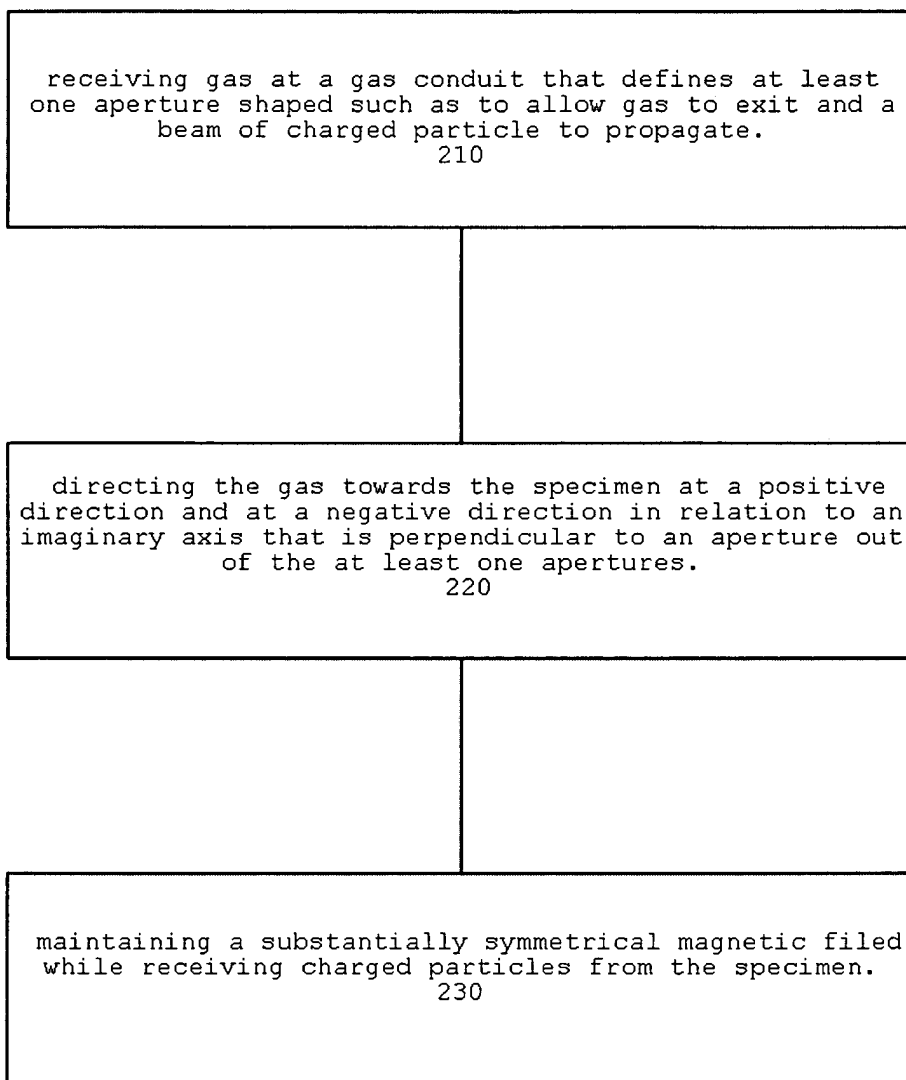 receiving gas at a gas conduit that defines at least
one aperture shaped such as to allow gas to exit and a
beam of charged particle to propagate.
210
directing the gas towards the specimen at a positive
direction and at a negative direction in relation to an
imaginary axis that is perpendicular to an aperture out
of the at least one apertures.
220
maintaining a substantially symmetrical magnetic filed
while receiving charged particles from the specimen.
230